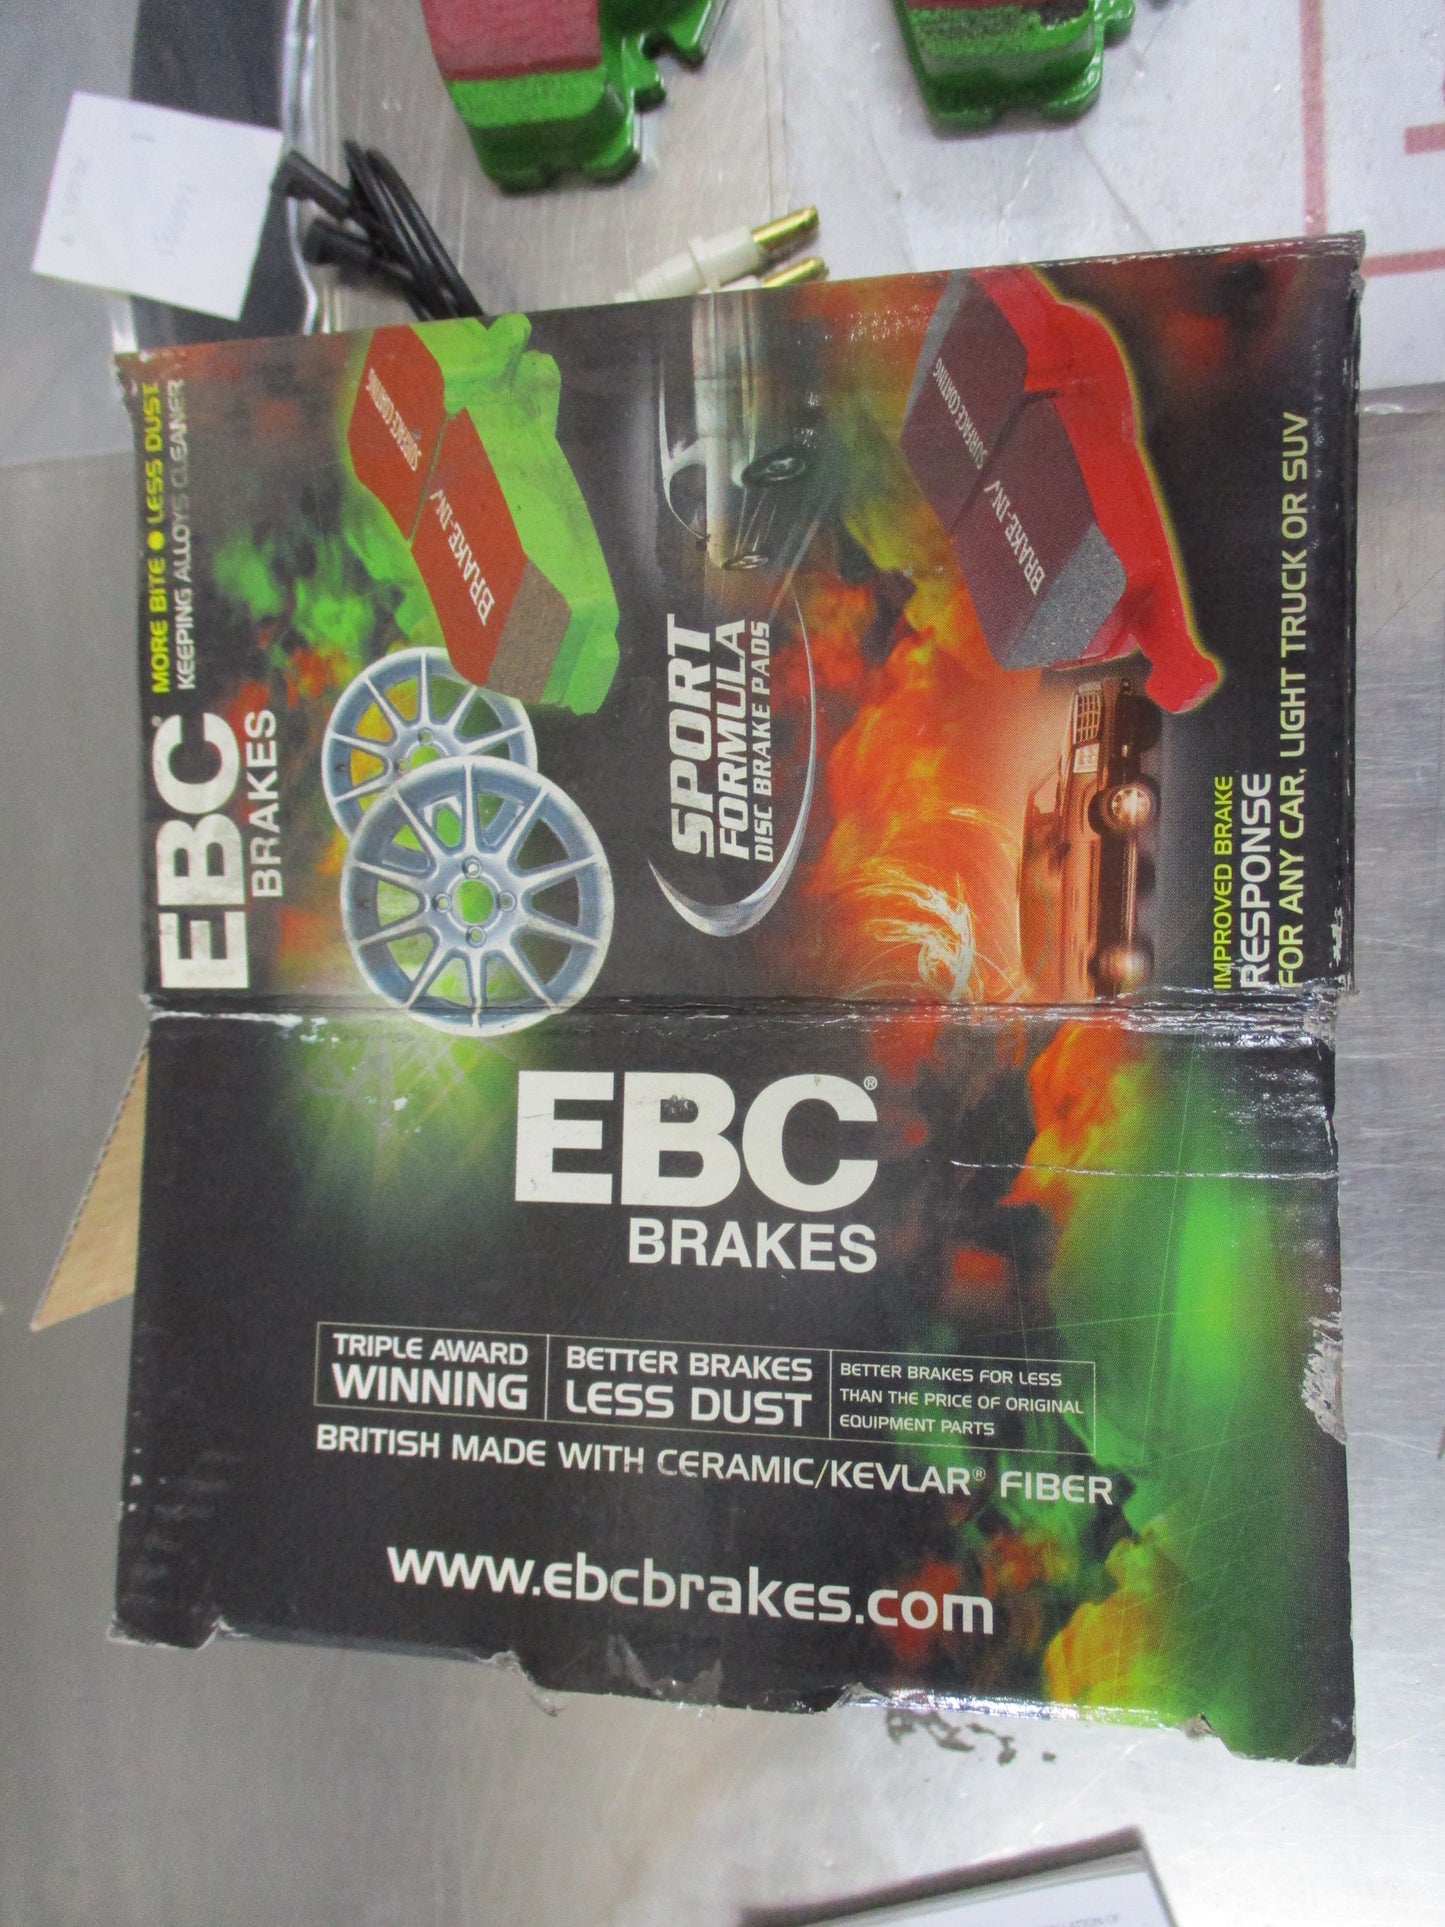 EBC®
BRAKES
MORE BITE ● LESS DUST
KEEPING ALLOYS CLEANER
BRAKE-IN
SURFACE COATING
SPORT
FORMULA
DISC BRAKE PADS
BRAKE-IN
SURFACE COATING
IMPROVED BRAKE
RESPONSE
FOR ANY CAR, LIGHT TRUCK OR SUV
EBC®
BRAKES
TRIPLE AWARD
WINNING
BETTER BRAKES
LESS DUST
BETTER BRAKES FOR LESS
THAN THE PRICE OF ORIGINAL
EQUIPMENT PARTS
BRITISH MADE WITH CERAMIC/KEVLAR® FIBER
www.ebcbrakes.com